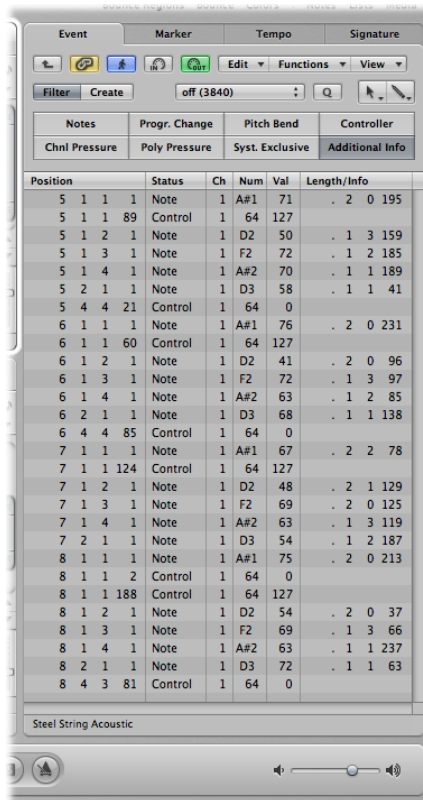 Bounce Regions Bounce Colors Notes Lists Media
Event Marker Tempo Signature
IN OUT Edit Functions View
Filter Create off (3840) Q
Notes Progr. Change Pitch Bend Controller
Chnl Pressure Poly Pressure Syst. Exclusive Additional Info
Position Status Ch Num Val Length/Info
5 1 1 1 Note 1 A#1 71 . 2 0 195
5 1 1 89 Control 1 64 127
5 1 2 1 Note 1 D2 50 . 1 3 159
5 1 3 1 Note 1 F2 72 . 1 2 185
5 1 4 1 Note 1 A#2 70 . 1 1 189
5 2 1 1 Note 1 D3 58 . 1 1 41
5 4 4 21 Control 1 64 0
6 1 1 1 Note 1 A#1 76 . 2 0 231
6 1 1 60 Control 1 64 127
6 1 2 1 Note 1 D2 41 . 2 0 96
6 1 3 1 Note 1 F2 72 . 1 3 97
6 1 4 1 Note 1 A#2 63 . 1 2 85
6 2 1 1 Note 1 D3 68 . 1 1 138
6 4 4 85 Control 1 64 0
7 1 1 1 Note 1 A#1 67 . 2 2 78
7 1 1 124 Control 1 64 127
7 1 2 1 Note 1 D2 48 . 2 1 129
7 1 3 1 Note 1 F2 69 . 2 0 125
7 1 4 1 Note 1 A#2 63 . 1 3 119
7 2 1 1 Note 1 D3 54 . 1 2 187
8 1 1 1 Note 1 A#1 75 . 2 0 213
8 1 1 2 Control 1 64 0
8 1 1 188 Control 1 64 127
8 1 2 1 Note 1 D2 54 . 2 0 37
8 1 3 1 Note 1 F2 69 . 1 3 66
8 1 4 1 Note 1 A#2 63 . 1 1 237
8 2 1 1 Note 1 D3 72 . 1 1 63
8 4 3 81 Control 1 64 0
Steel String Acoustic